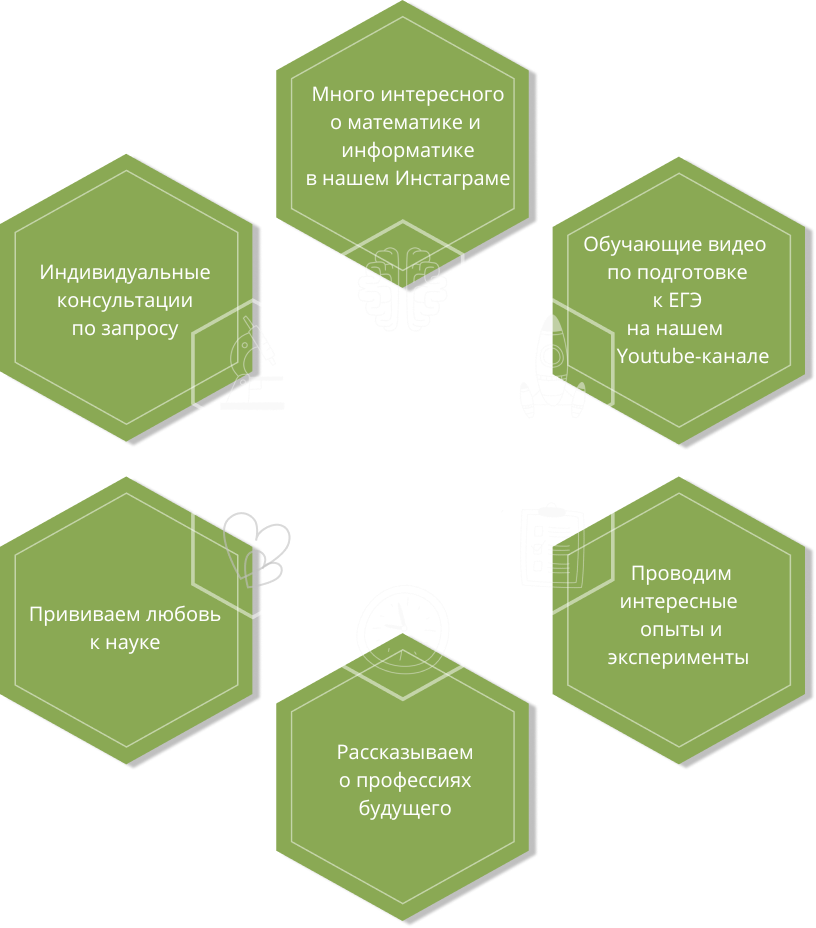 Много интересного
о математике и
информатике
в нашем Инстаграме
Обучающие видео
по подготовке
к ЕГЭ
на нашем
Youtube-канале
Индивидуальные
консультации
по запросу
Проводим
интересные
опыты и
эксперименты
Прививаем любовь
к науке
Рассказываем
о профессиях
будущего